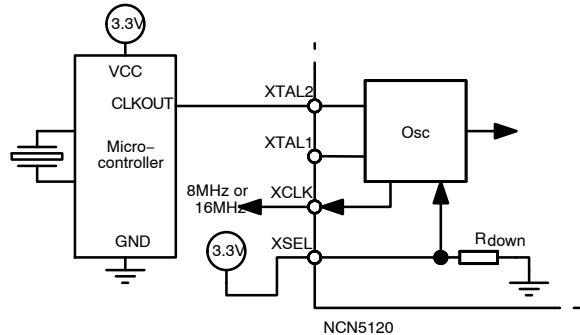 3.3V
VCC
CLKOUT
Micro−
controller
GND
XTAL2
XTAL1
8MHz or
16MHz
XCLK
3.3V
XSEL
Osc
Rdown
NCN5120